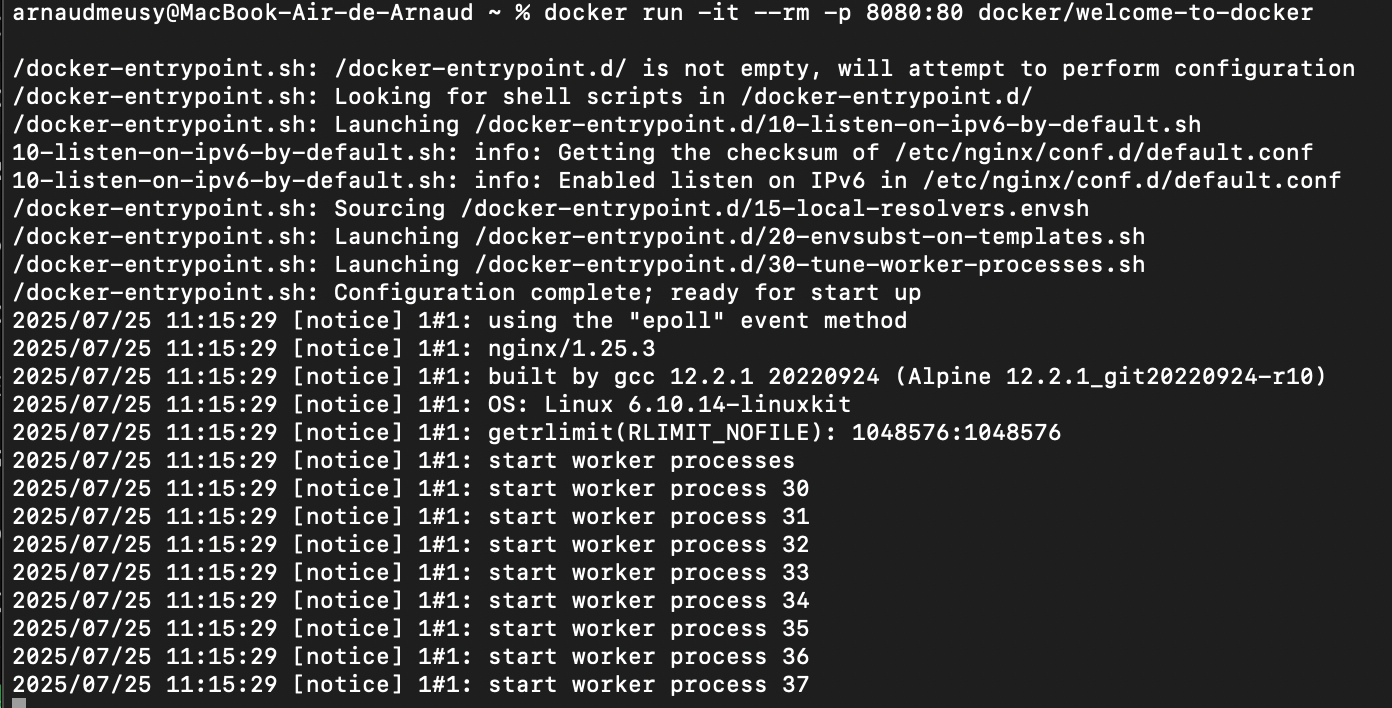 arnaudmeusy@MacBook-Air-de-Arnaud ~ % docker run -it --rm -p 8080:80 docker/welcome-to-docker
/docker-entrypoint.sh: /docker-entrypoint.d/ is not empty, will attempt to perform configuration
/docker-entrypoint.sh: Looking for shell scripts in /docker-entrypoint.d/
/docker-entrypoint.sh: Launching /docker-entrypoint.d/10-listen-on-ipv6-by-default.sh
10-listen-on-ipv6-by-default.sh: info: Getting the checksum of /etc/nginx/conf.d/default.conf
10-listen-on-ipv6-by-default.sh: info: Enabled listen on IPv6 in /etc/nginx/conf.d/default.conf
/docker-entrypoint.sh: Sourcing /docker-entrypoint.d/15-local-resolvers.envsh
/docker-entrypoint.sh: Launching /docker-entrypoint.d/20-envsubst-on-templates.sh
/docker-entrypoint.sh: Launching /docker-entrypoint.d/30-tune-worker-processes.sh
/docker-entrypoint.sh: Configuration complete; ready for start up
2025/07/25 11:15:29 [notice] 1#1: using the "epoll" event method
2025/07/25 11:15:29 [notice] 1#1: nginx/1.25.3
2025/07/25 11:15:29 [notice] 1#1: built by gcc 12.2.1 20220924 (Alpine 12.2.1_git20220924-r10)
2025/07/25 11:15:29 [notice] 1#1: OS: Linux 6.10.14-linuxkit
2025/07/25 11:15:29 [notice] 1#1: getrlimit(RLIMIT_NOFILE): 1048576:1048576
2025/07/25 11:15:29 [notice] 1#1: start worker processes
2025/07/25 11:15:29 [notice] 1#1: start worker process 30
2025/07/25 11:15:29 [notice] 1#1: start worker process 31
2025/07/25 11:15:29 [notice] 1#1: start worker process 32
2025/07/25 11:15:29 [notice] 1#1: start worker process 33
2025/07/25 11:15:29 [notice] 1#1: start worker process 34
2025/07/25 11:15:29 [notice] 1#1: start worker process 35
2025/07/25 11:15:29 [notice] 1#1: start worker process 36
2025/07/25 11:15:29 [notice] 1#1: start worker process 37